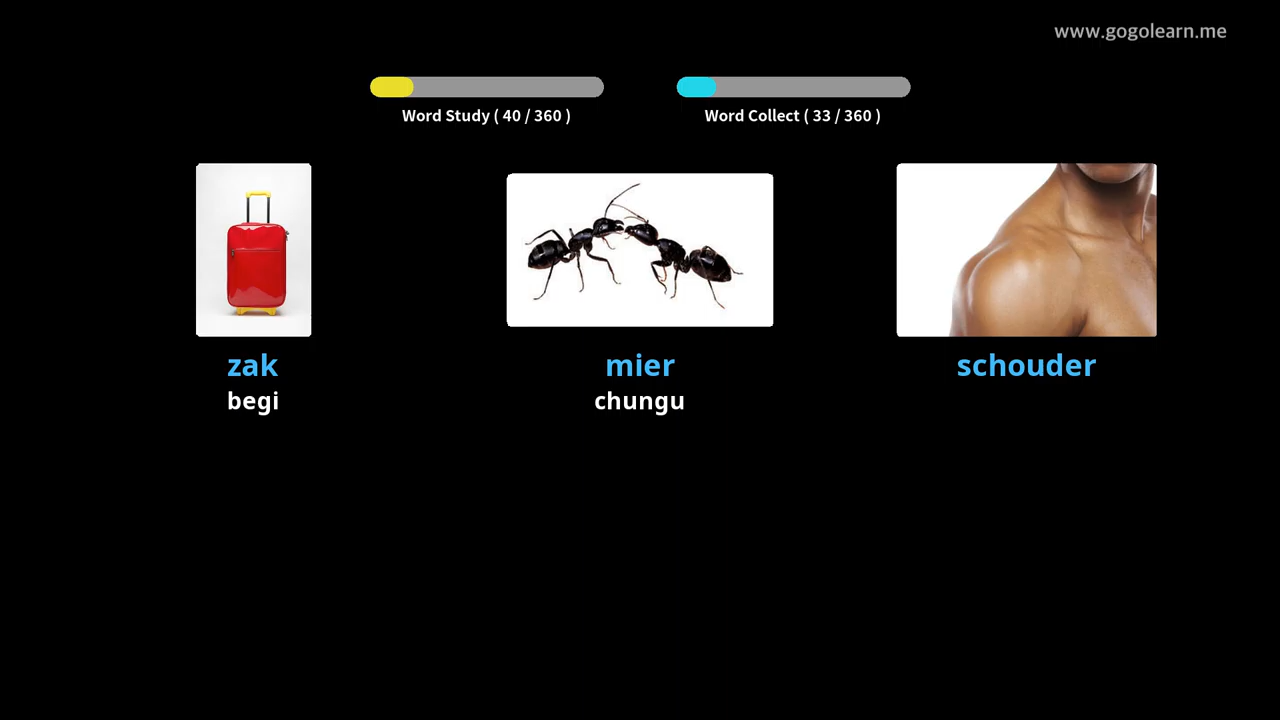 www.gogolearn.me
Word Study ( 40 / 360 )
Word Collect ( 33 / 360 )
zak
mier
schouder
begi
chungu